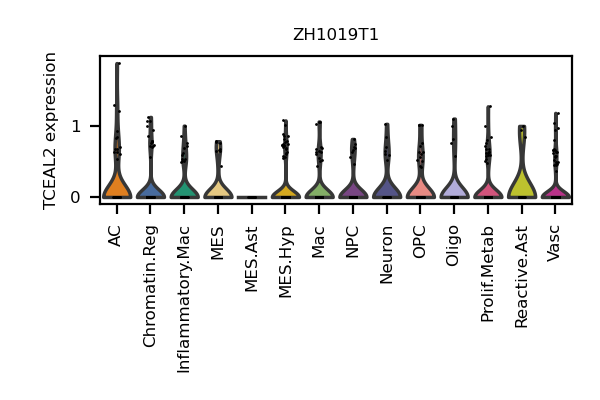 ZH1019T1
TCEAL2 expression
1
0
AC
Chromatin.Reg
Inflammatory.Mac
MES
MES.Ast
MES.Hyp
Mac
NPC
Neuron
OPC
Oligo
Prolif.Metab
Reactive.Ast
Vasc